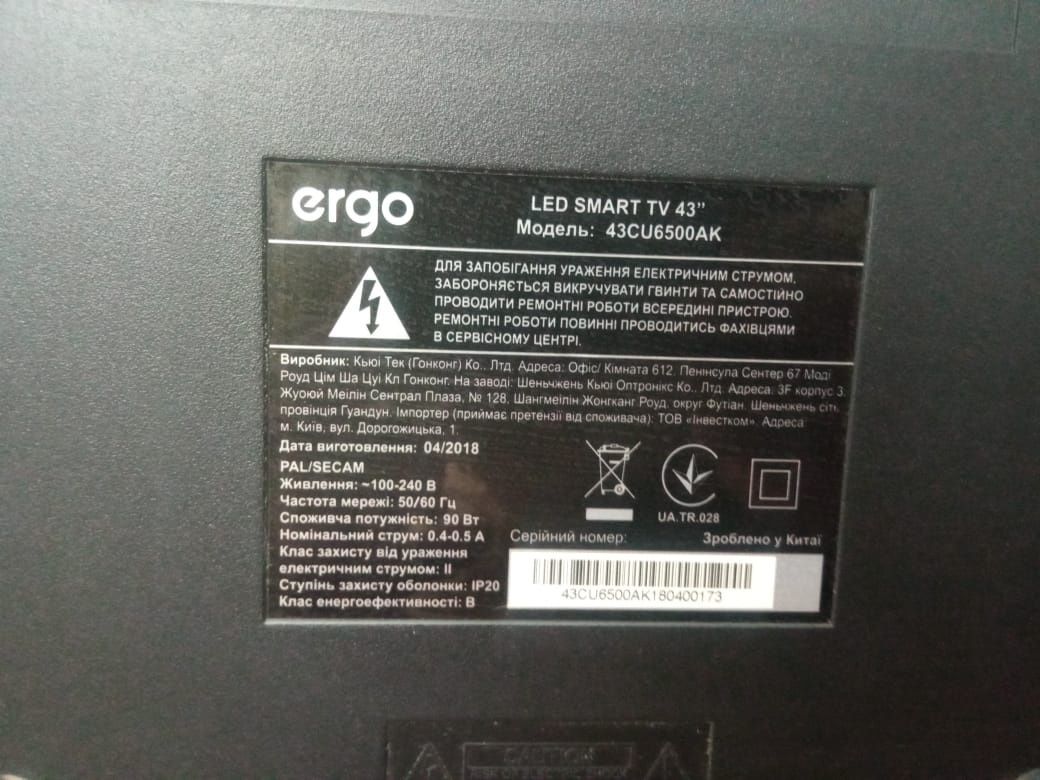 ergo
LED SMART TV 43”
Модель: 43CU6500AK
ДЛЯ ЗАПОБІГАННЯ УРАЖЕННЯ ЕЛЕКТРИЧНИМ СТРУМОМ,
ЗАБОРОНЯЄТЬСЯ ВИКРУЧУВАТИ ГВИНТИ ТА САМОСТІЙНО
ПРОВОДИТИ РЕМОНТНІ РОБОТИ ВСЕРЕДИНІ ПРИСТРОЮ.
РЕМОНТНІ РОБОТИ ПОВИННІ ПРОВОДИТИСЬ ФАХІВЦЯМИ
В СЕРВІСНОМУ ЦЕНТРІ.
Виробник: Кьюі Тек (Гонконг) Ко., Лтд. Адреса: Офіс/ Кімната 612, Пенінсула Сентер 67 Моді
Роуд Цім Ша Цуі Кл Гонконг. На заводі: Шеньчжень Кьюі Оптронікс Ко., Лтд. Адреса: 3F корпус 3,
Жуоюй Мейлін Сентрал Плаза, № 128, Шангмейлін Жонгканг Роуд, округ Футіан, Шеньчжень сіті,
провінція Гуандун. Імпортер (приймає претензії від споживача): ТОВ «Інвестком». Адреса:
м. Київ, вул. Дорогожицька, 1.
Дата виготовлення: 04/2018
PAL/SECAM
Живлення: ~100-240 В
Частота мережі: 50/60 Гц
Споживча потужність: 90 Вт
Номінальний струм: 0.4-0.5 А
Клас захисту від ураження
електричним струмом: II
Ступінь захисту оболонки: IP20
Клас енергоефективності: B
UA.TR.028
Серійний номер:
Зроблено у Китаї
43CU6500AK180400173
CAUTION
RISK OF ELECTRIC SHOCK